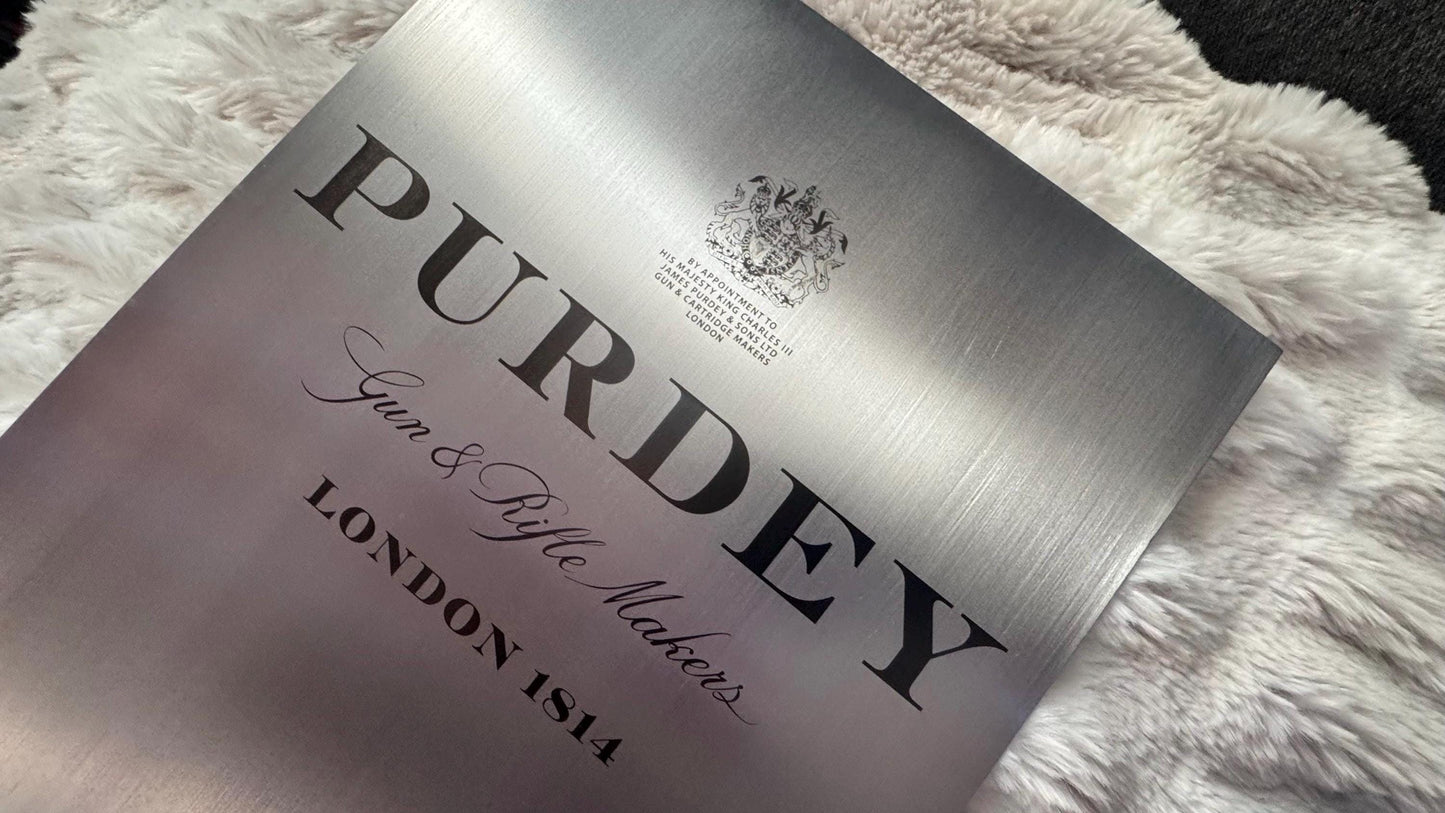 BY APPOINTMENT TO
HIS MAJESTY KING CHARLES III
JAMES PURDEY & SONS LTD
GUN & CARTRIDGE MAKERS
LONDON
PURDEY
Gun & Rifle Makers
LONDON 1814